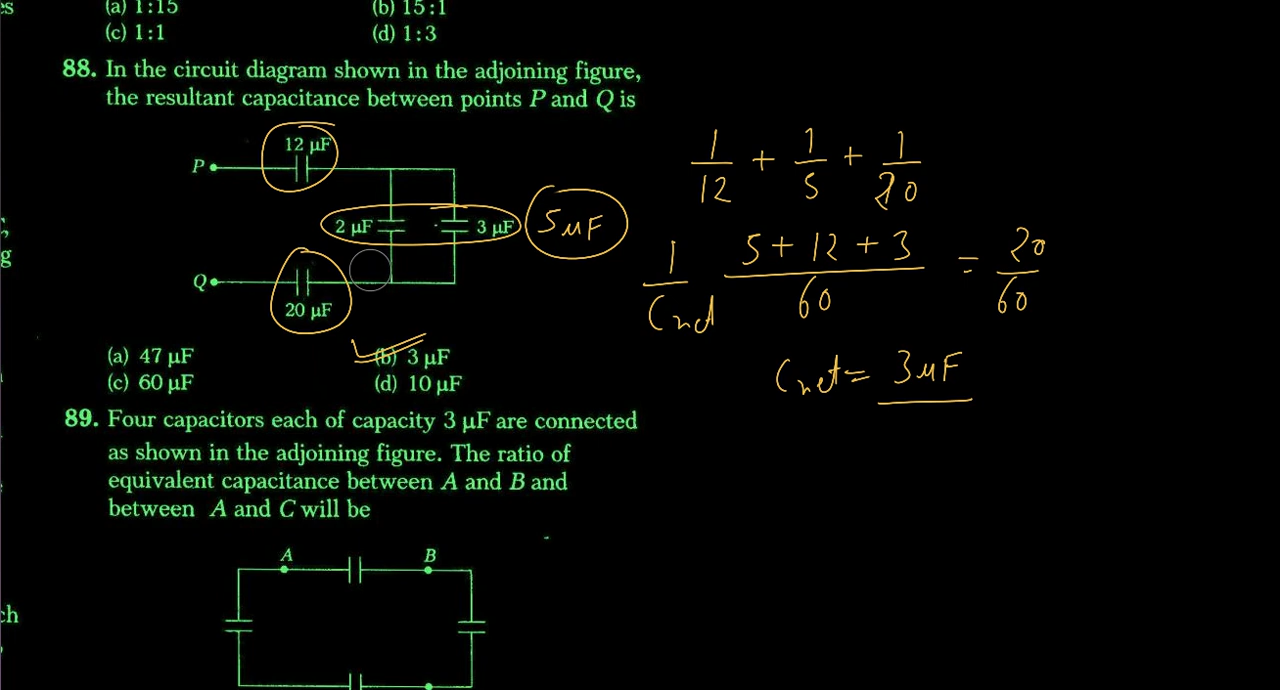 (a) 1:15 (b) 15:1
(c) 1:1 (d) 1:3
88. In the circuit diagram shown in the adjoining figure,
the resultant capacitance between points P and Q is
12 µF
P
2 µF 3 µF 5µF
Q
20 µF
1/12 + 1/5 + 1/20
1/Cnet (5 + 12 + 3)/60 = 20/60
Cnet = 3µF
(a) 47 µF (b) 3 µF
(c) 60 µF (d) 10 µF
89. Four capacitors each of capacity 3 µF are connected
as shown in the adjoining figure. The ratio of
equivalent capacitance between A and B and
between A and C will be
A B